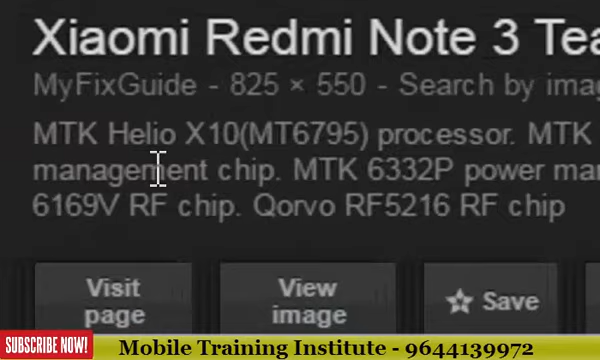 Xiaomi Redmi Note 3 Tea
MyFixGuide - 825 × 550 - Search by imag
MTK Helio X10(MT6795) processor. MTK
management chip. MTK 6332P power mar
6169V RF chip. Qorvo RF5216 RF chip
Visit page
View image
Save
SUBSCRIBE NOW!
Mobile Training Institute - 9644139972